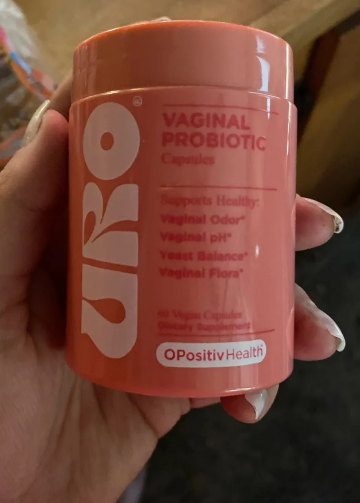 URO®
VAGINAL
PROBIOTIC
Capsules
Supports Healthy:
Vaginal Odor*
Vaginal pH*
Yeast Balance*
Vaginal Flora*
60 Vegan Capsules
Dietary Supplement
OPositivHealth